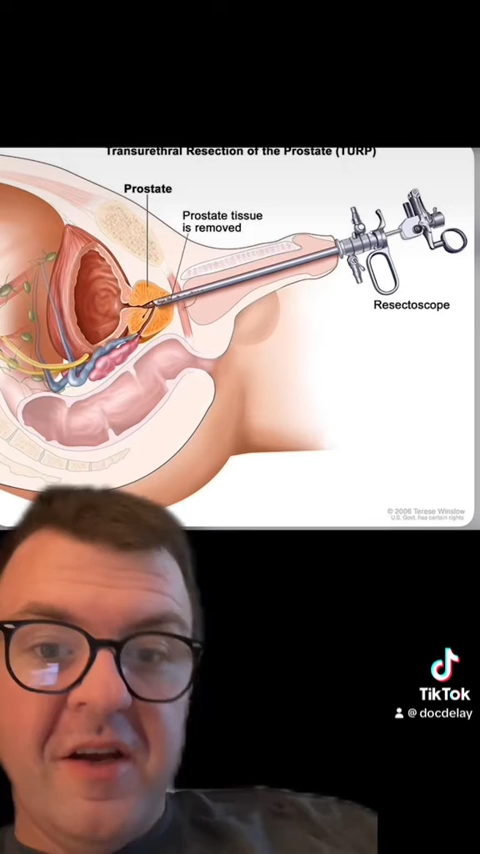 Transurethral Resection of the Prostate (TURP)
Prostate
Prostate tissue
is removed
Resectoscope
© 2006 Terese Winslow
U.S. Govt. has certain rights
TikTok
@ docdelay